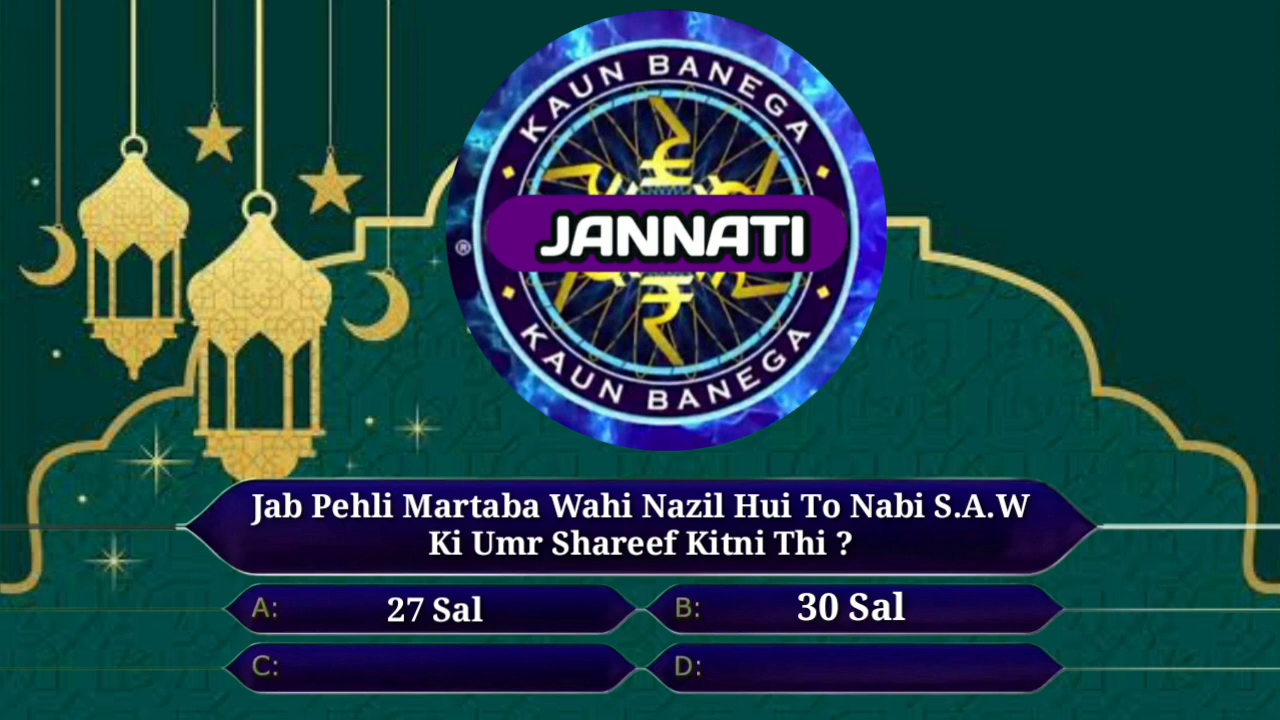 KAUN BANEGA
JANNATI
®
KAUN BANEGA
Jab Pehli Martaba Wahi Nazil Hui To Nabi S.A.W
Ki Umr Shareef Kitni Thi ?
A: 27 Sal
B: 30 Sal
C:
D: